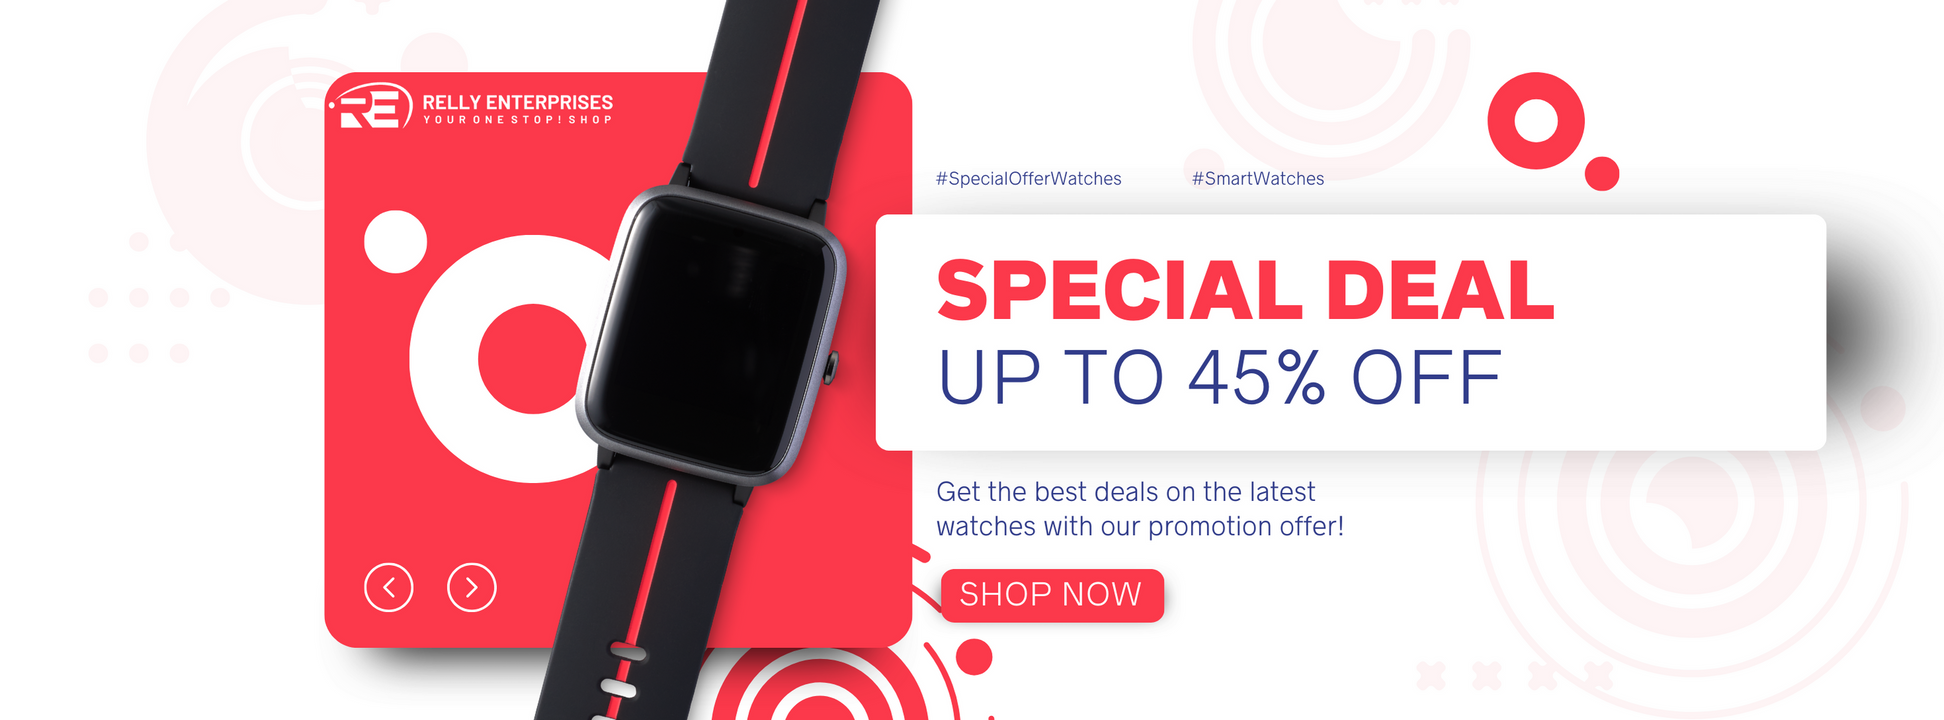 RE
RELLY ENTERPRISES
YOUR ONE STOP! SHOP
#SpecialOfferWatches #SmartWatches
SPECIAL DEAL
UP TO 45% OFF
Get the best deals on the latest
watches with our promotion offer!
SHOP NOW